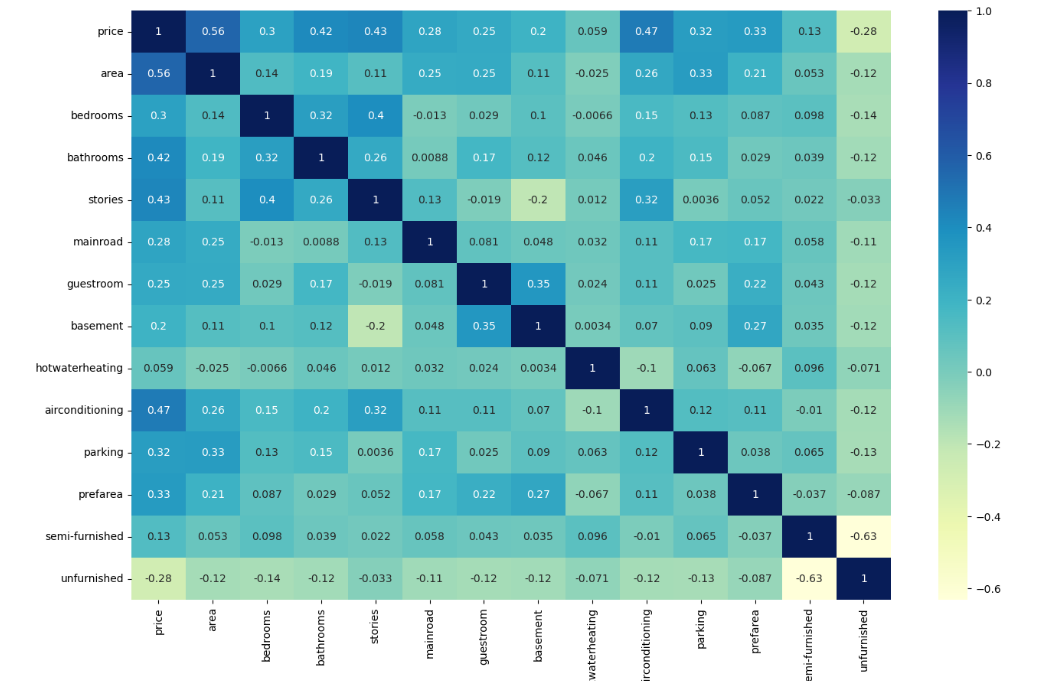 price 1 0.56 0.3 0.42 0.43 0.28 0.25 0.2 0.059 0.47 0.32 0.33 0.13 -0.28
area 0.56 1 0.14 0.19 0.11 0.25 0.25 0.11 -0.025 0.26 0.33 0.21 0.053 -0.12
bedrooms 0.3 0.14 1 0.32 0.4 -0.013 0.029 0.1 -0.0066 0.15 0.13 0.087 0.098 -0.14
bathrooms 0.42 0.19 0.32 1 0.26 0.0088 0.17 0.12 0.046 0.2 0.15 0.029 0.039 -0.12
stories 0.43 0.11 0.4 0.26 1 0.13 -0.019 -0.2 0.012 0.32 0.0036 0.052 0.022 -0.033
mainroad 0.28 0.25 -0.013 0.0088 0.13 1 0.081 0.048 0.032 0.11 0.17 0.17 0.058 -0.11
guestroom 0.25 0.25 0.029 0.17 -0.019 0.081 1 0.35 0.024 0.11 0.025 0.22 0.043 -0.12
basement 0.2 0.11 0.1 0.12 -0.2 0.048 0.35 1 0.0034 0.07 0.09 0.27 0.035 -0.12
hotwaterheating 0.059 -0.025 -0.0066 0.046 0.012 0.032 0.024 0.0034 1 -0.1 0.063 -0.067 0.096 -0.071
airconditioning 0.47 0.26 0.15 0.2 0.32 0.11 0.11 0.07 -0.1 1 0.12 0.11 -0.01 -0.12
parking 0.32 0.33 0.13 0.15 0.0036 0.17 0.025 0.09 0.063 0.12 1 0.038 0.065 -0.13
prefarea 0.33 0.21 0.087 0.029 0.052 0.17 0.22 0.27 -0.067 0.11 0.038 1 -0.037 -0.087
semi-furnished 0.13 0.053 0.098 0.039 0.022 0.058 0.043 0.035 0.096 -0.01 0.065 -0.037 1 -0.63
unfurnished -0.28 -0.12 -0.14 -0.12 -0.033 -0.11 -0.12 -0.12 -0.071 -0.12 -0.13 -0.087 -0.63 1
price
area
bedrooms
bathrooms
stories
mainroad
guestroom
basement
waterheating
irconditioning
parking
prefarea
emi-furnished
unfurnished
1.0
0.8
0.6
0.4
0.2
0.0
−0.2
−0.4
−0.6